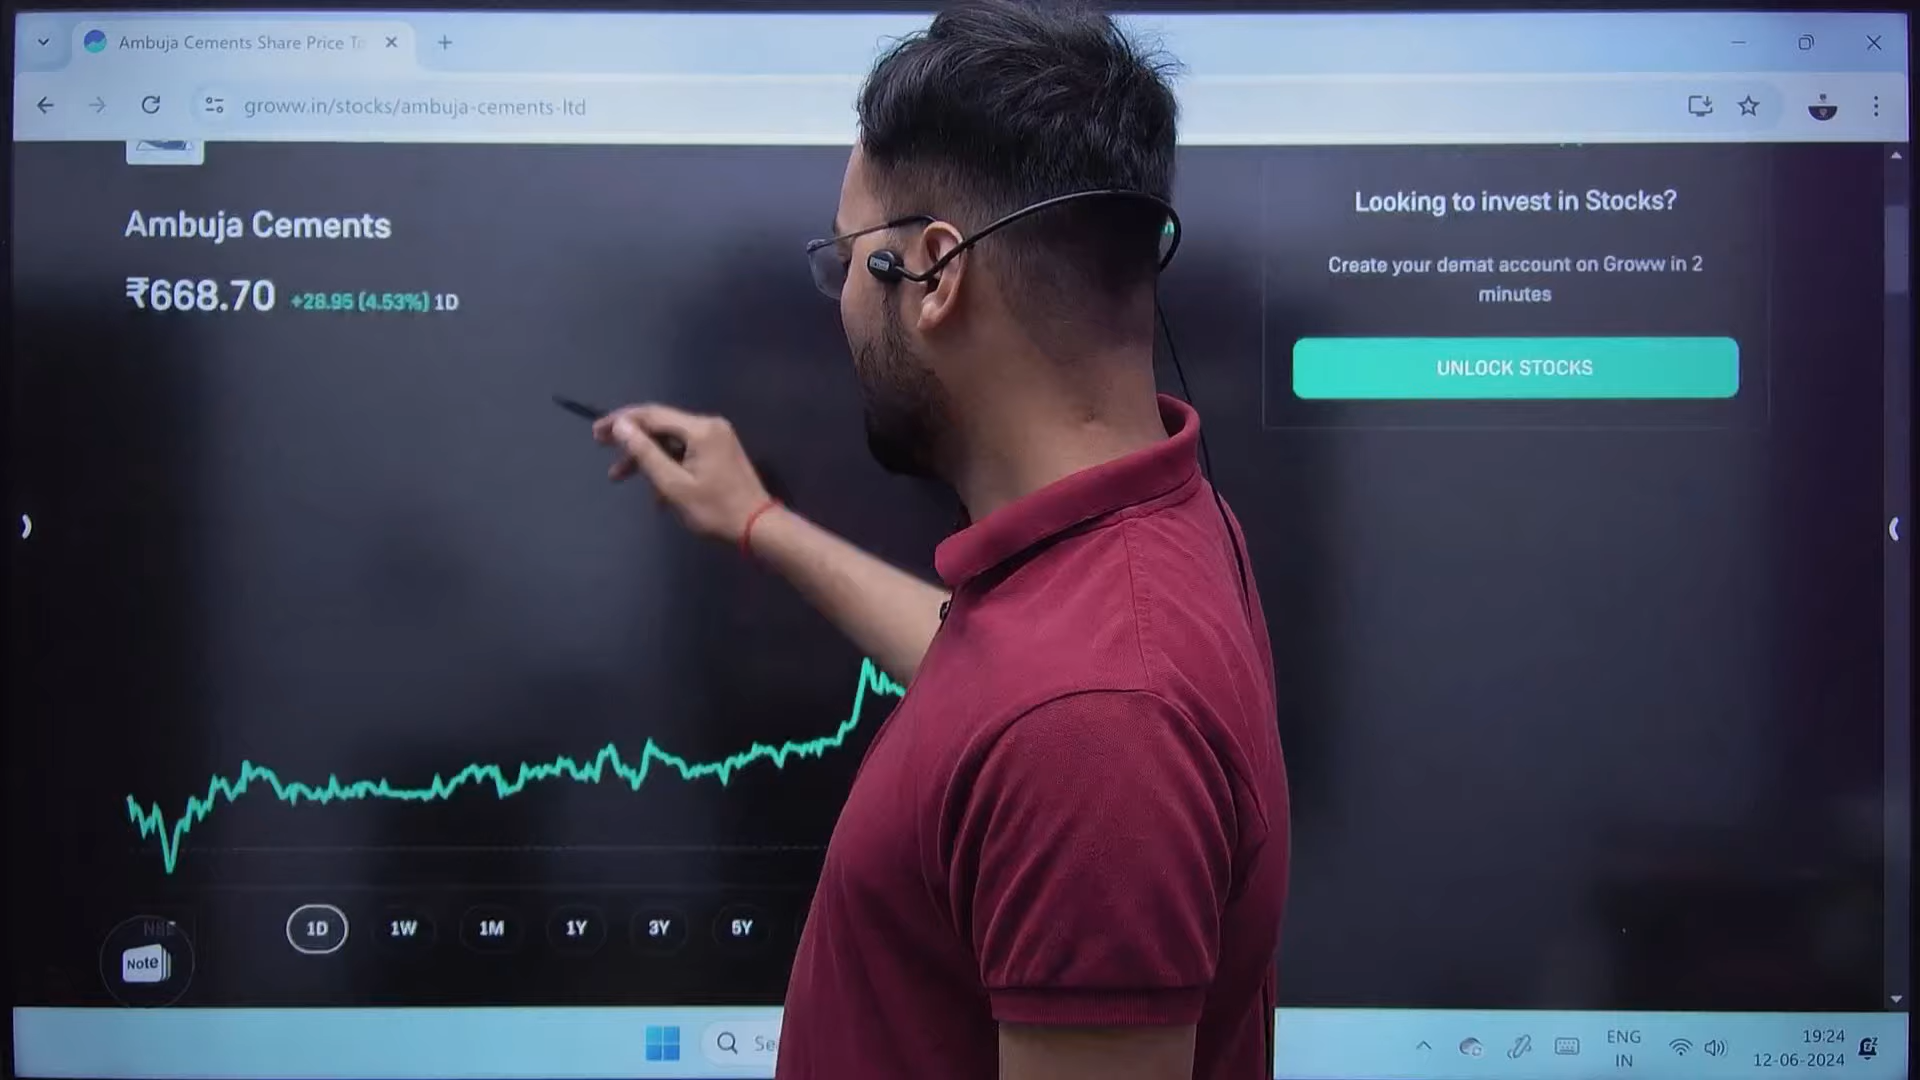 Ambuja Cements Share Price To
groww.in/stocks/ambuja-cements-ltd
Ambuja Cements
₹668.70 +28.95 (4.53%) 1D
Looking to invest in Stocks?
Create your demat account on Groww in 2
minutes
UNLOCK STOCKS
1D 1W 1M 1Y 3Y 5Y
Note
ENG
IN
19:24
12-06-2024